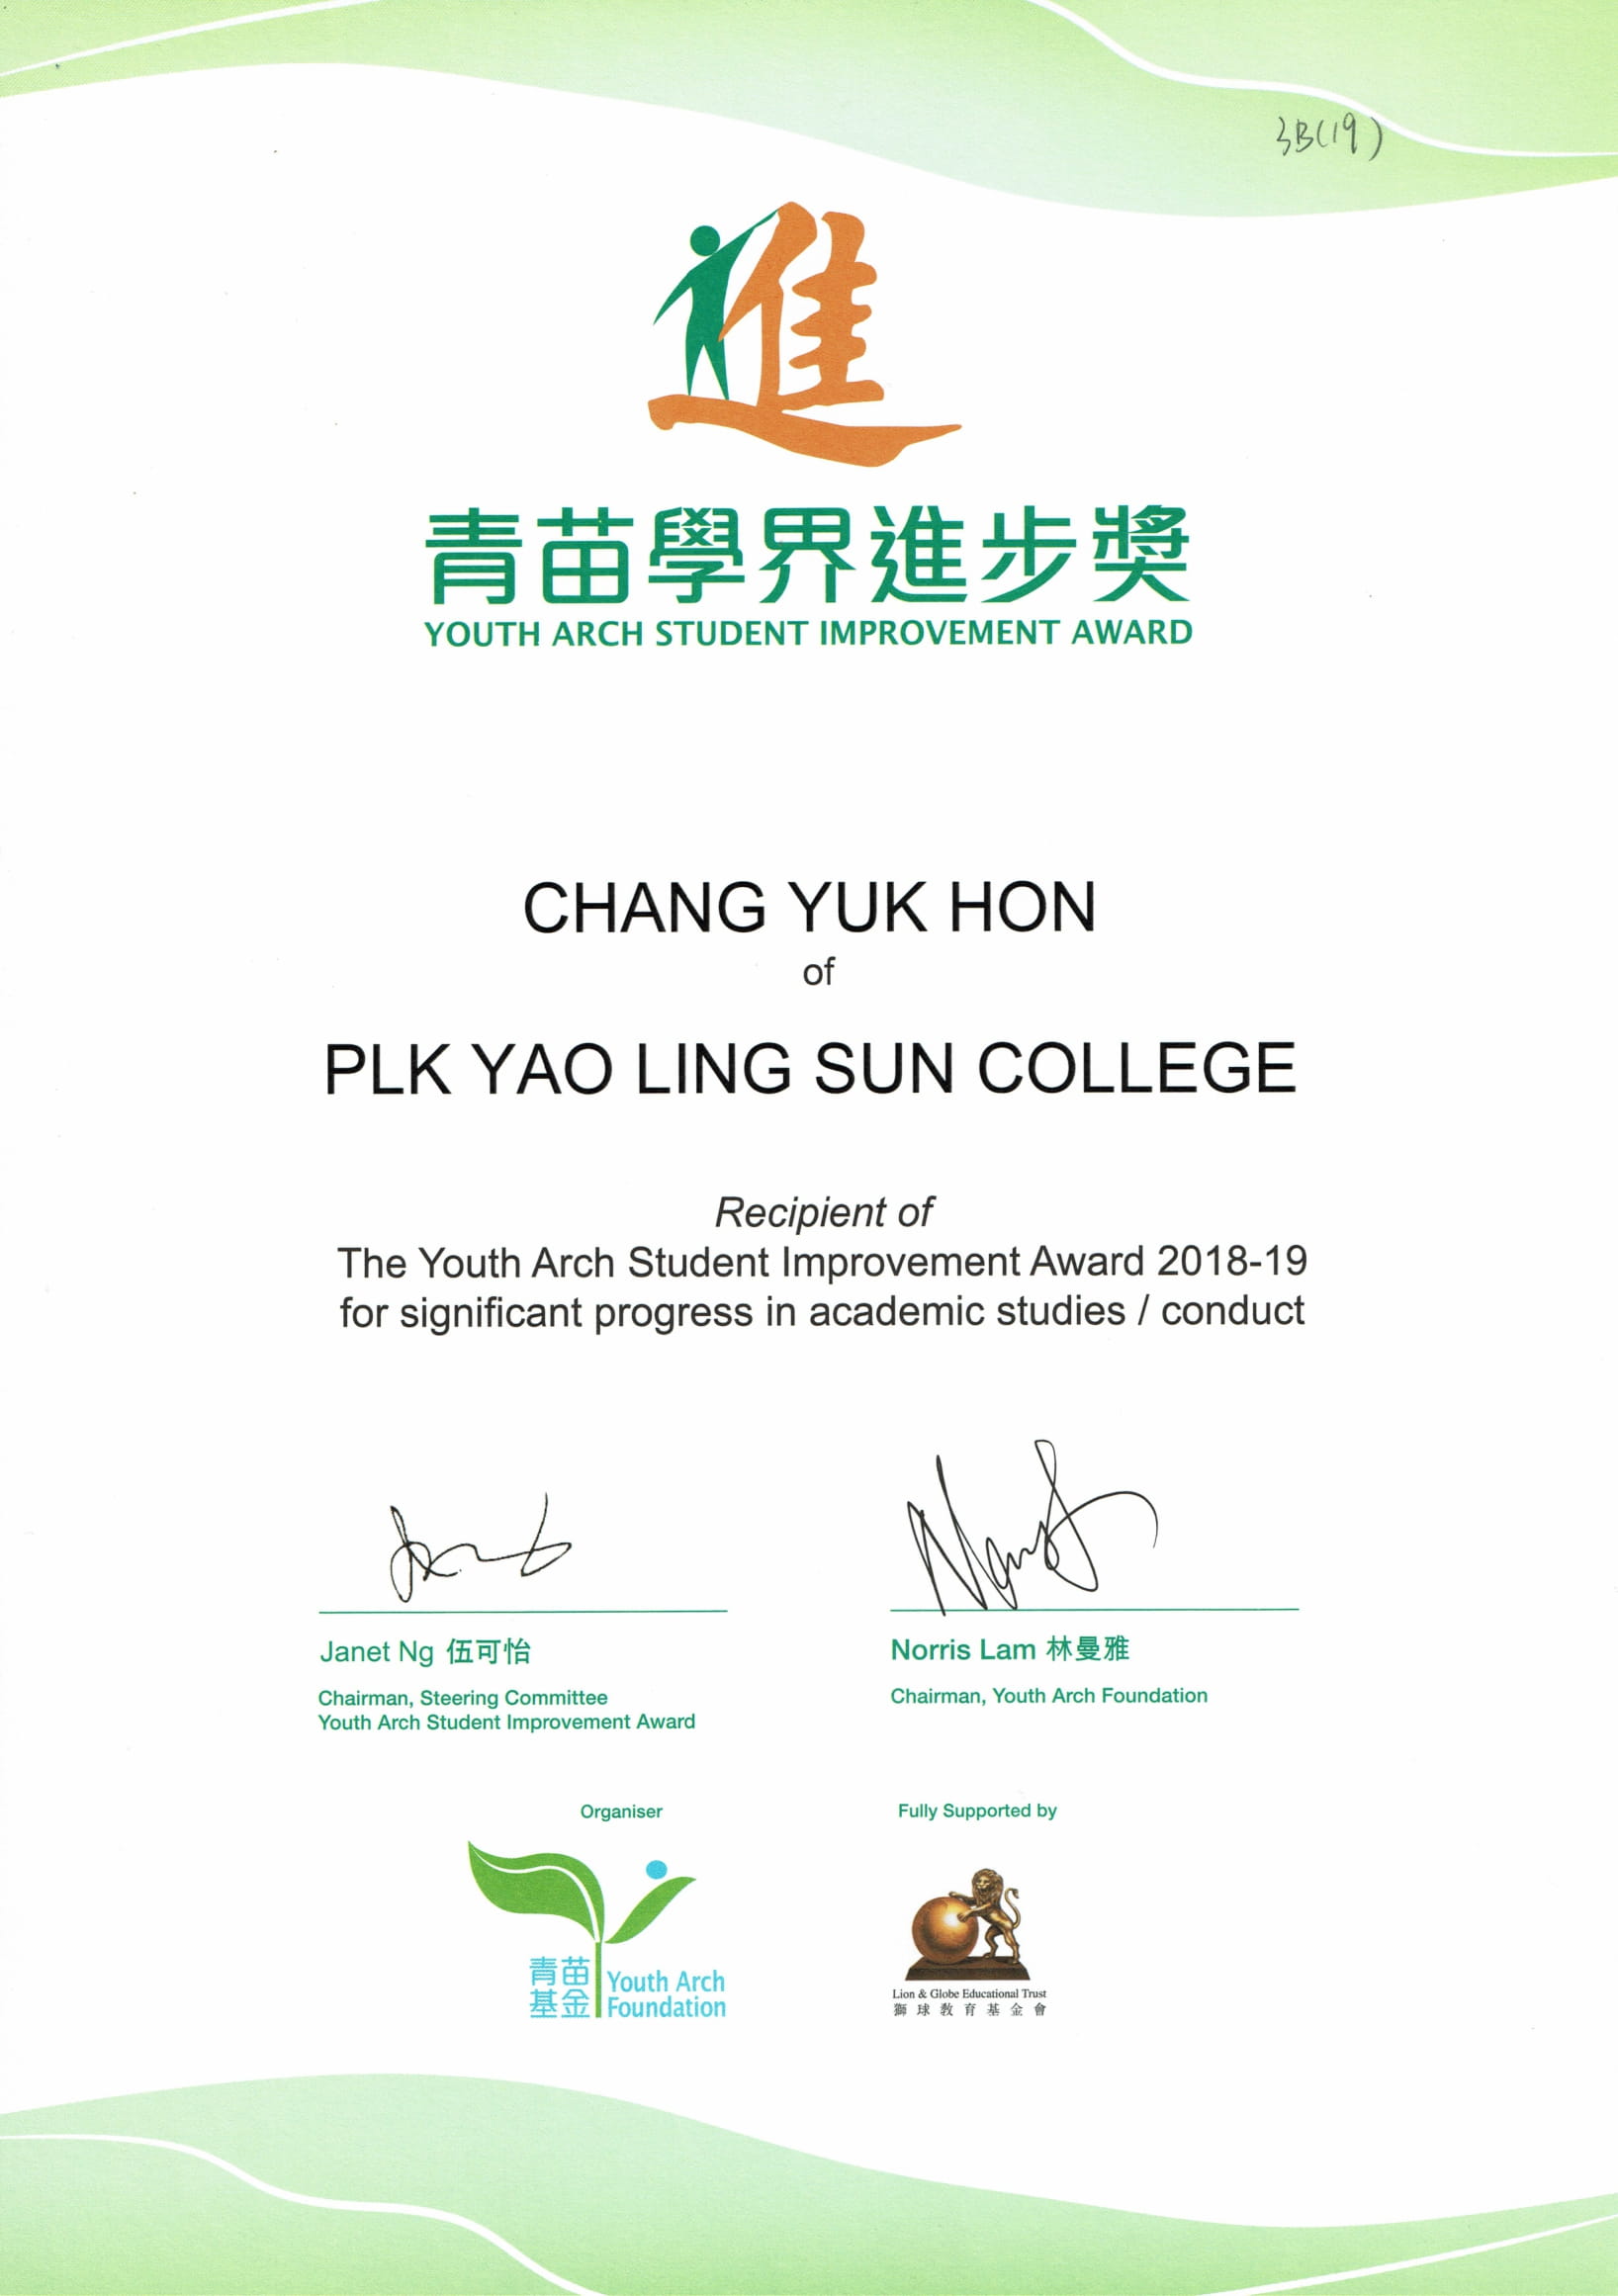 3B(19)
進
青苗學界進步獎
YOUTH ARCH STUDENT IMPROVEMENT AWARD
CHANG YUK HON
of
PLK YAO LING SUN COLLEGE
Recipient of
The Youth Arch Student Improvement Award 2018-19
for significant progress in academic studies / conduct
Janet Ng 伍可怡
Chairman, Steering Committee
Youth Arch Student Improvement Award
Norris Lam 林曼雅
Chairman, Youth Arch Foundation
Organiser
青苗
基金
Youth Arch
Foundation
Fully Supported by
Lion & Globe Educational Trust
獅球教育基金會